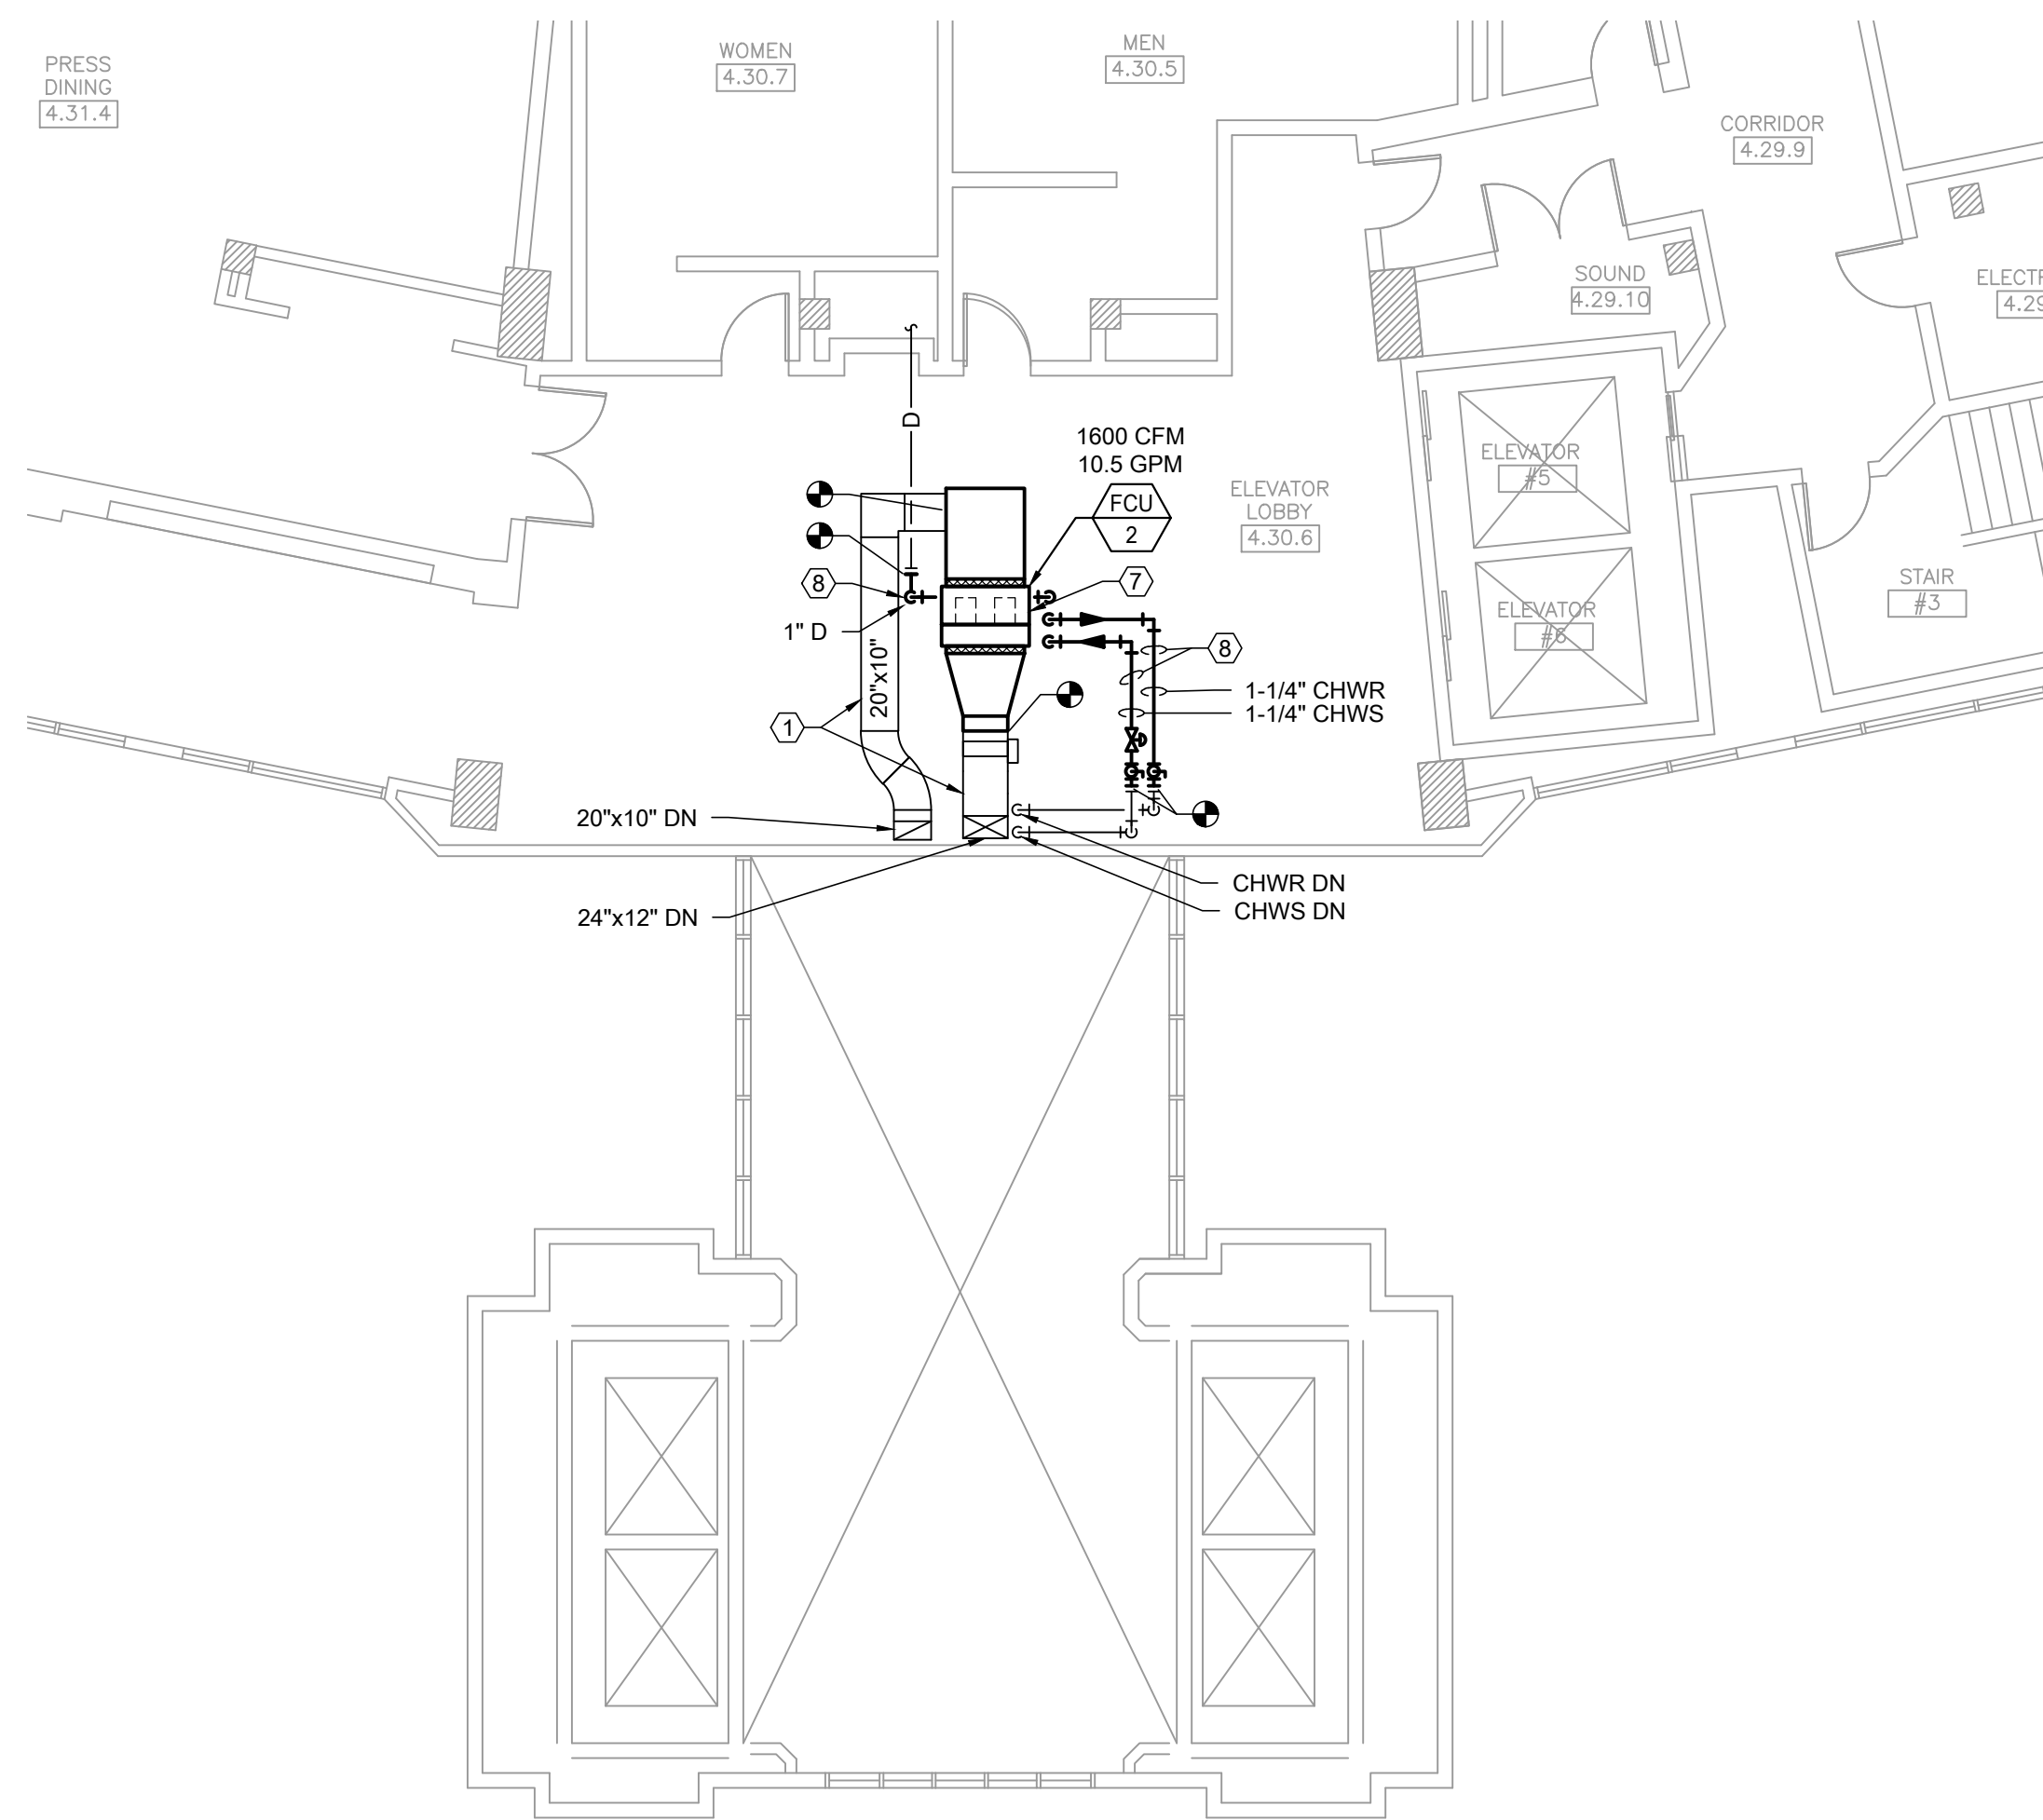 PRESS
DINING
4.31.4
WOMEN
4.30.7
MEN
4.30.5
CORRIDOR
4.29.9
SOUND
4.29.10
D
1600 CFM
10.5 GPM
FCU
2
ELEVATOR
LOBBY
4.30.6
ELEVATOR
#5
ELEVATOR
#6
STAIR
#3
8
7
1" D
20"x10"
8
1-1/4" CHWR
1-1/4" CHWS
1
20"x10" DN
24"x12" DN
CHWR DN
CHWS DN